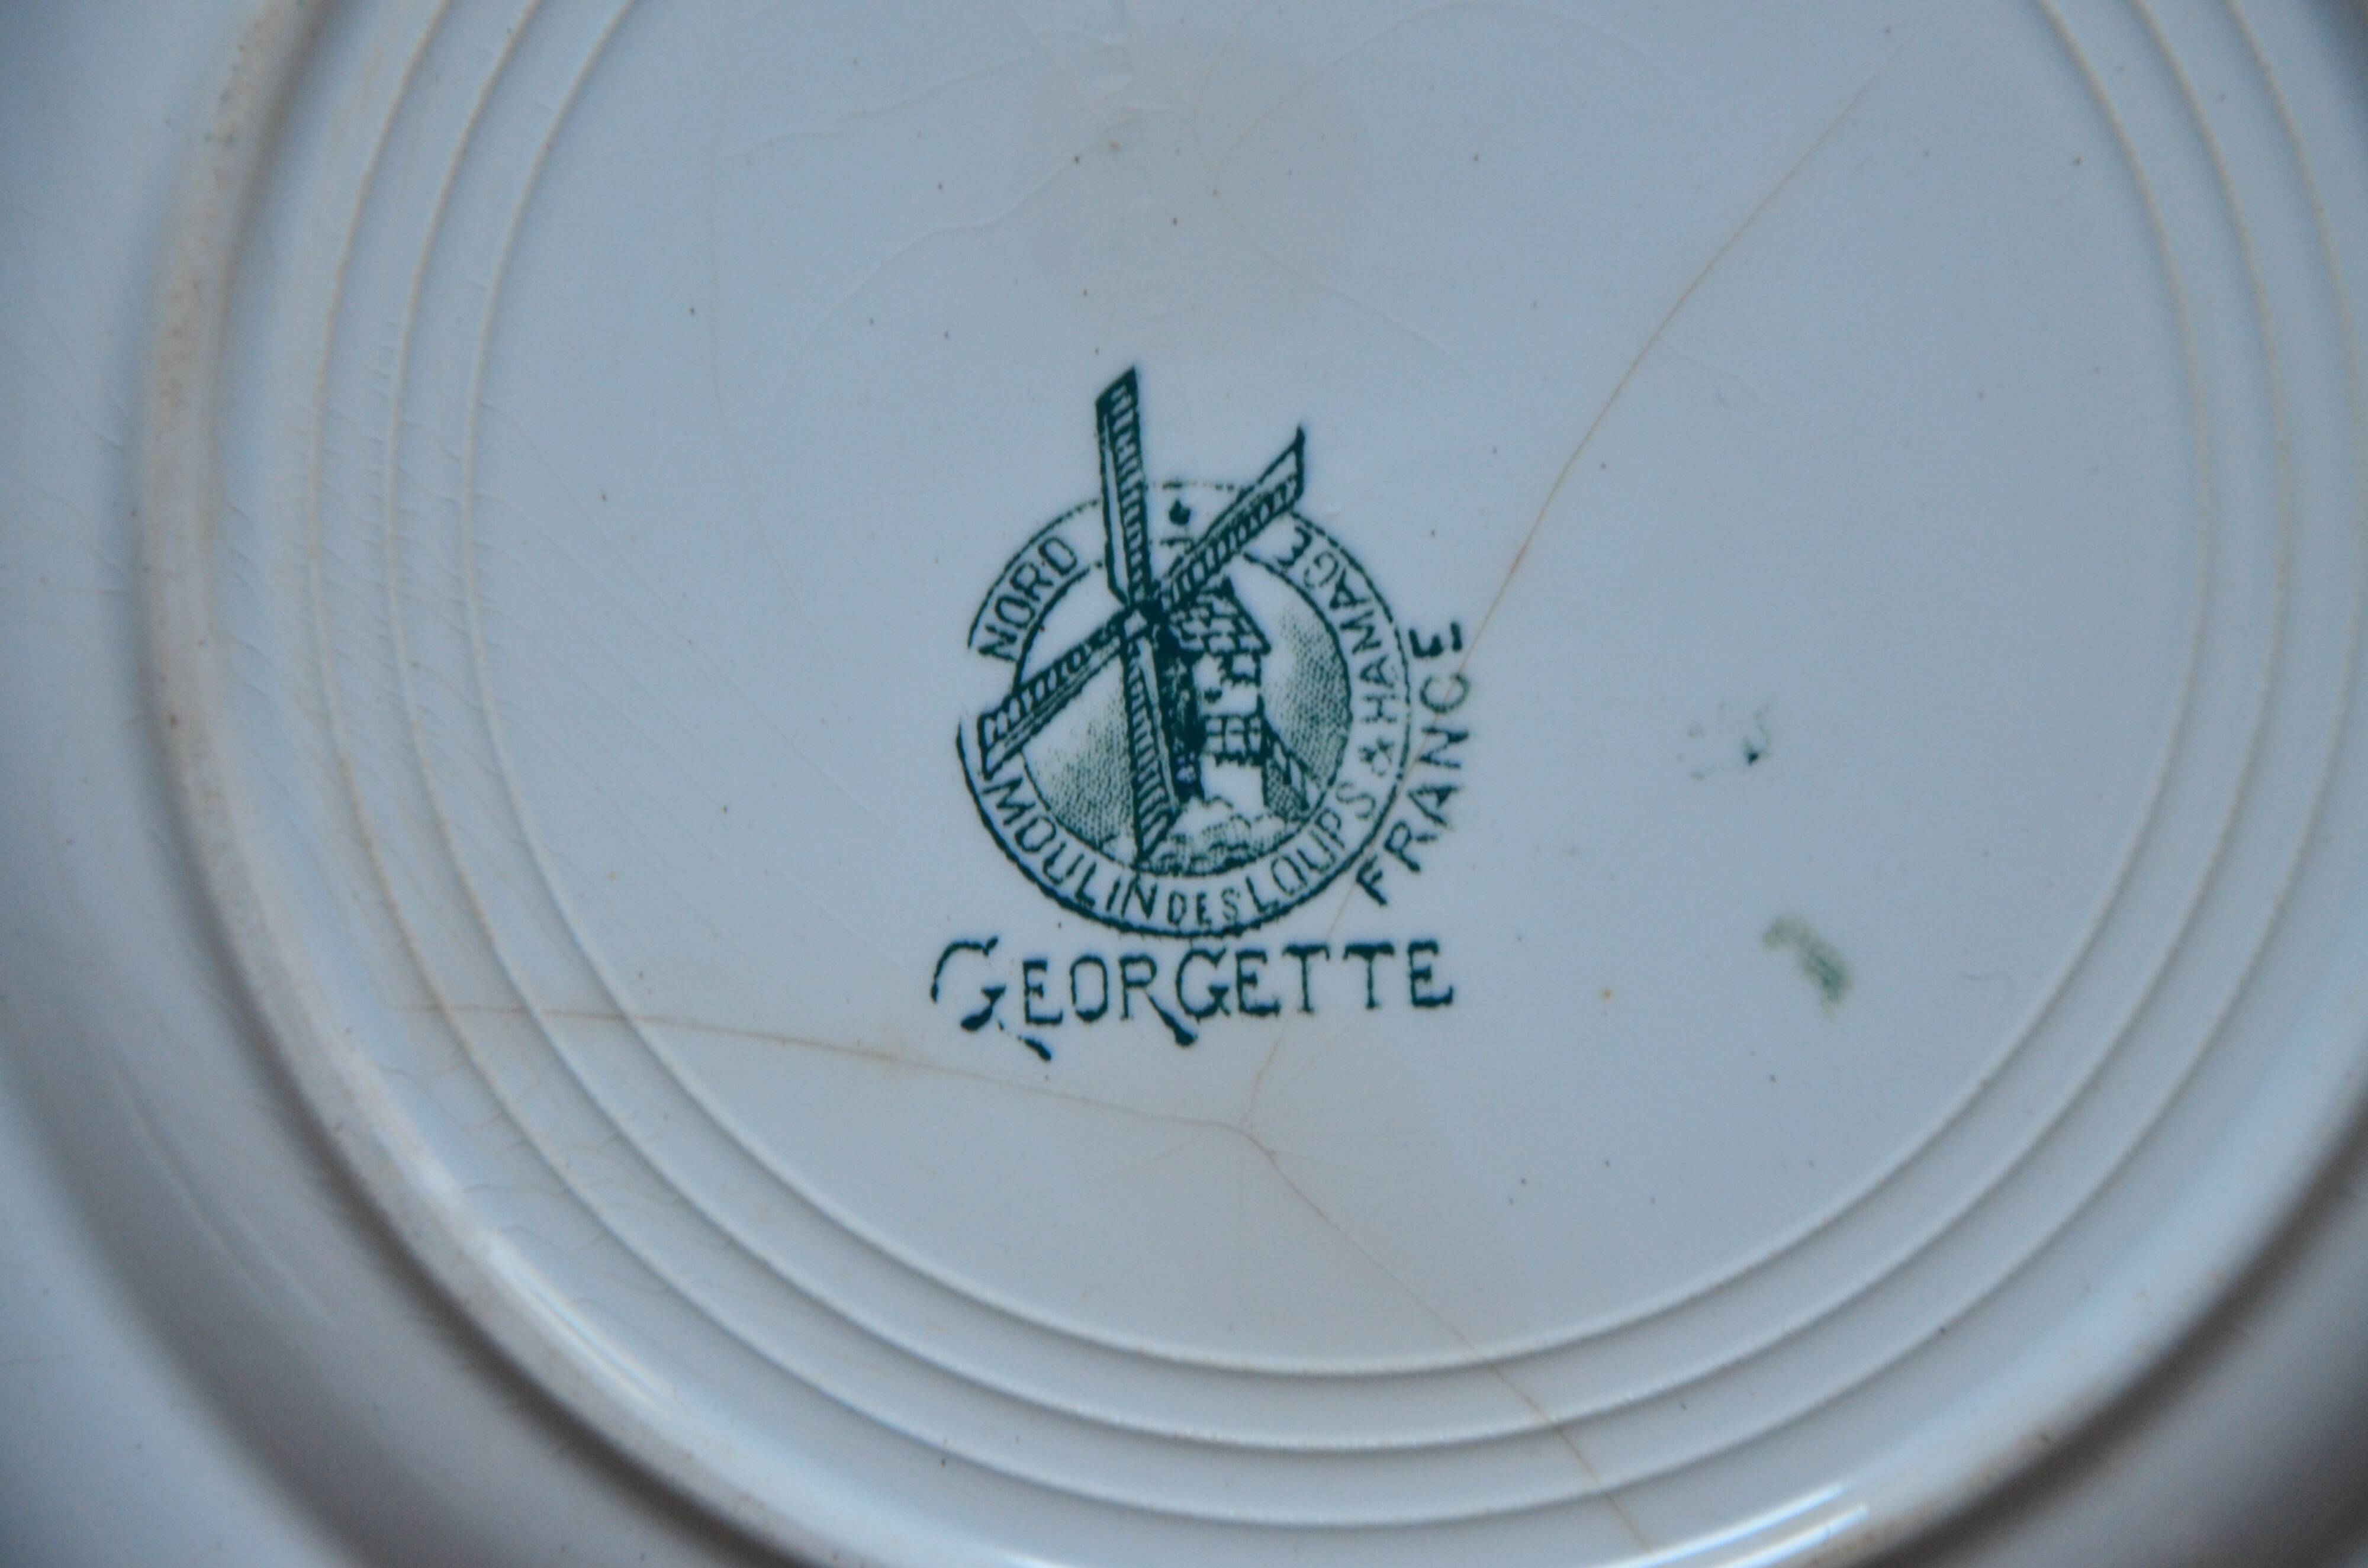 NORD
MOULIN DES LOUPS & HAMAGE
FRANCE
GEORGETTE